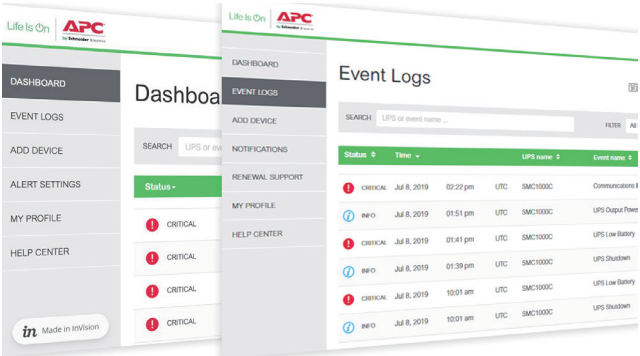 Life Is On
APC
by Schneider Electric
DASHBOARD
EVENT LOGS
ADD DEVICE
ALERT SETTINGS
MY PROFILE
HELP CENTER
in Made in InVision
Dashboa
SEARCH UPS or eve
Status
CRITICAL
CRITICAL
CRITICAL
CRITICAL
Life Is On
APC
by Schneider Electric
DASHBOARD
EVENT LOGS
ADD DEVICE
NOTIFICATIONS
RENEWAL SUPPORT
MY PROFILE
HELP CENTER
Event Logs
SEARCH UPS or event name ... FILTER All
Status Time UPS name Event name
CRITICAL Jul 8, 2019 02:22 pm UTC SMC1000C Communications
INFO Jul 8, 2019 01:51 pm UTC SMC1000C UPS Output Power
CRITICAL Jul 8, 2019 01:41 pm UTC SMC1000C UPS Low Battery
INFO Jul 8, 2019 01:39 pm UTC SMC1000C UPS Shutdown
CRITICAL Jul 8, 2019 10:01 am UTC SMC1000C UPS Low Battery
INFO Jul 8, 2019 10:01 am UTC SMC1000C UPS Shutdown